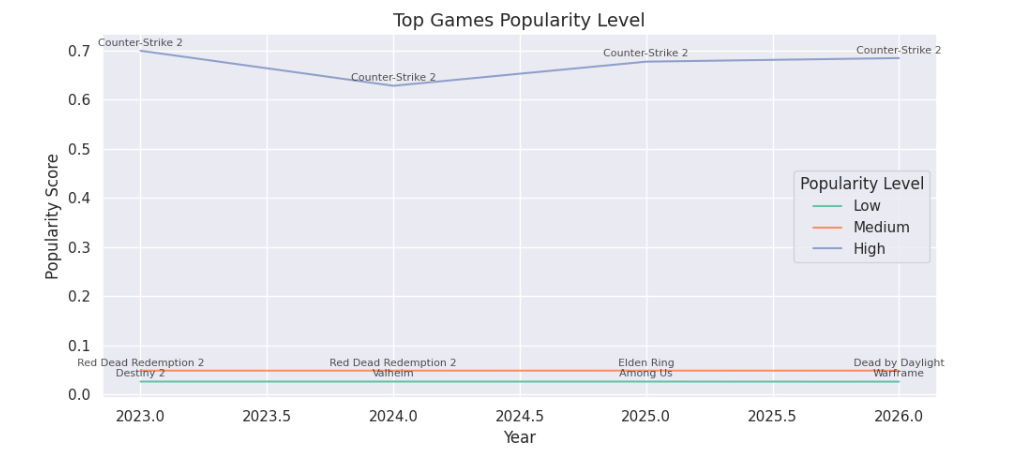 Top Games Popularity Level
Counter-Strike 2
Counter-Strike 2
Counter-Strike 2
Counter-Strike 2
0.7
0.6
0.5
0.4
0.3
0.2
0.1
0.0
Popularity Score
Popularity Level
Low
Medium
High
Red Dead Redemption 2
Red Dead Redemption 2
Elden Ring
Dead by Daylight
Destiny 2
Valheim
Among Us
Warframe
2023.0
2023.5
2024.0
2024.5
2025.0
2025.5
2026.0
Year